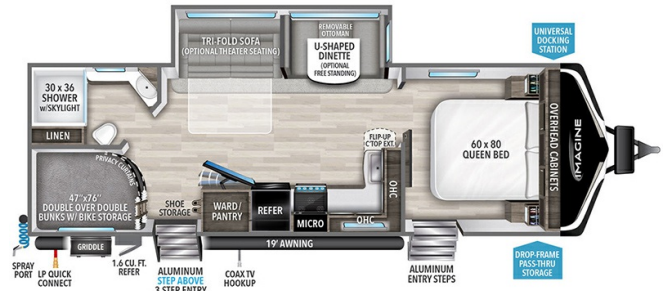 REMOVABLE
OTTOMAN
TRI-FOLD SOFA
(OPTIONAL THEATER SEATING)
U-SHAPED
DINETTE
(OPTIONAL
FREE STANDING)
UNIVERSAL
DOCKING
STATION
30 x 36
SHOWER
w/SKYLIGHT
LINEN
FLIP-UP
C'TOP EXT.
60 x 80
QUEEN BED
OVERHEAD CABINETS
IMAGINE
PRIVACY CURTAINS
47"x76"
DOUBLE OVER DOUBLE
BUNKS W/ BIKE STORAGE
SHOE
STORAGE
WARD/
PANTRY
REFER
MICRO
OHC
OHC
GRIDDLE
19' AWNING
SPRAY
PORT
LP QUICK
CONNECT
1.6 CU. FT.
REFER
ALUMINUM
STEP ABOVE
3 STEP ENTRY
COAX TV
HOOKUP
ALUMINUM
ENTRY STEPS
DROP-FRAME
PASS-THRU
STORAGE